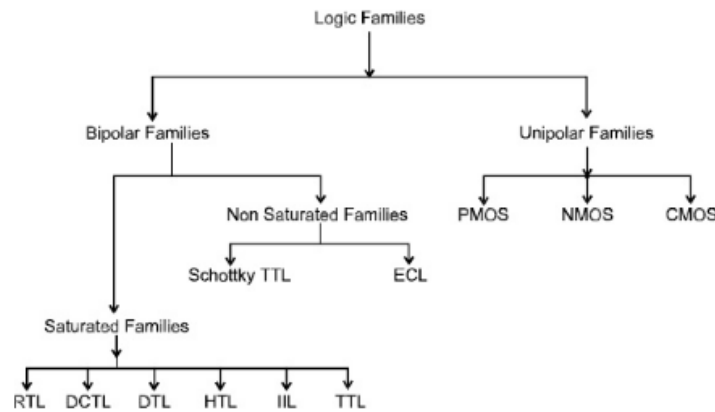 Logic Families
Bipolar Families
Unipolar Families
Non Saturated Families
PMOS
NMOS
CMOS
Schottky TTL
ECL
Saturated Families
RTL
DCTL
DTL
HTL
IIL
TTL